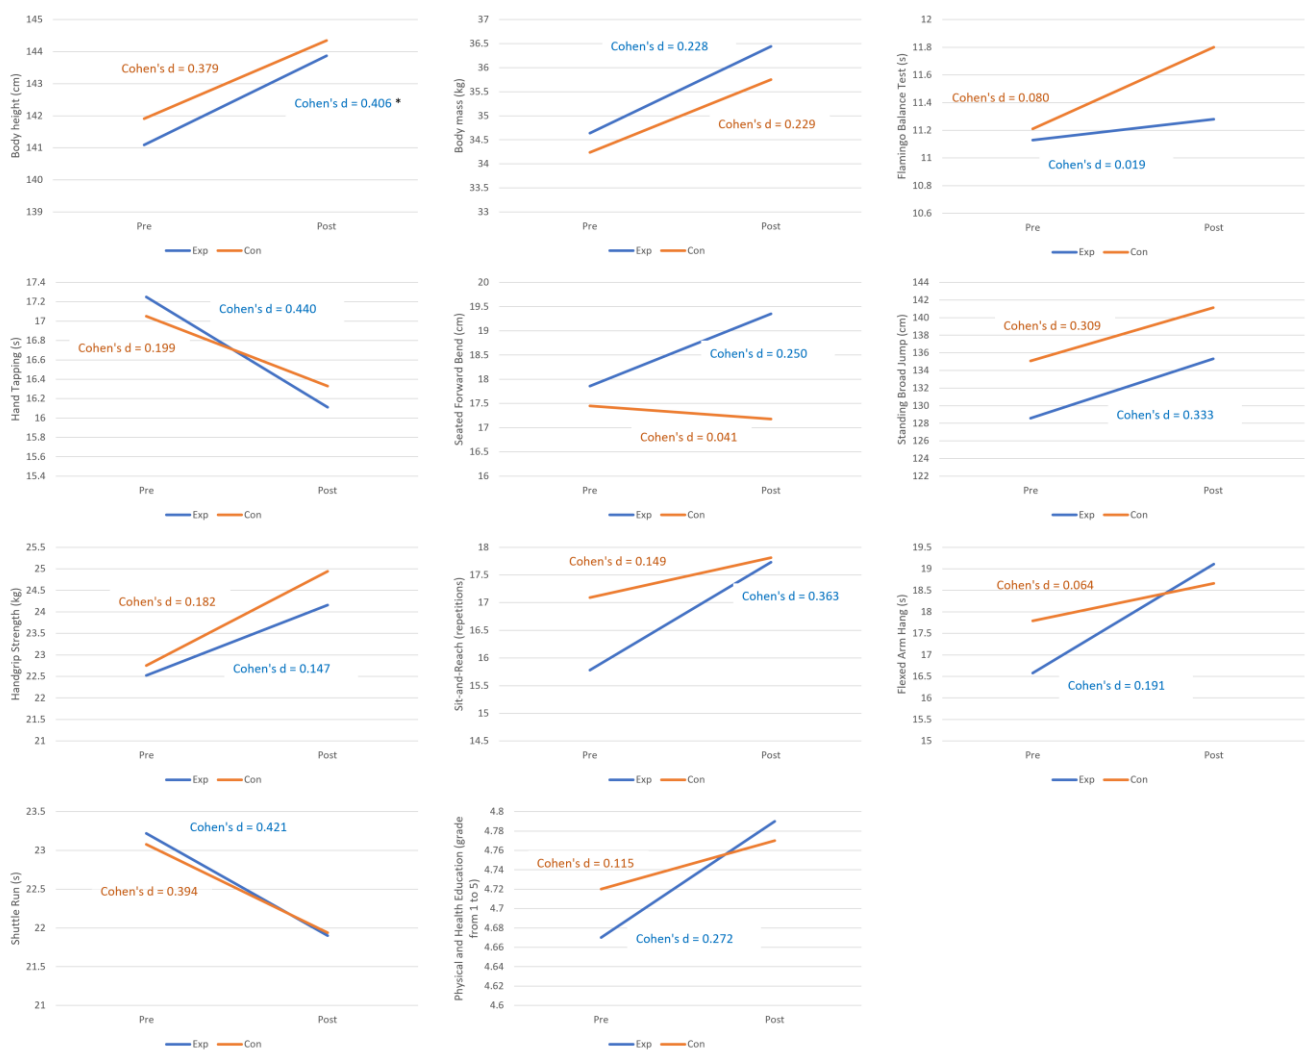 Body height (cm)
145
144
143
142
141
140
139
Cohen's d = 0.379
Cohen's d = 0.406 *
Pre Post
Exp Con
Body mass (kg)
37
36.5
36
35.5
35
34.5
34
33.5
33
Cohen's d = 0.228
Cohen's d = 0.229
Pre Post
Exp Con
Flamingo Balance Test (s)
12
11.8
11.6
11.4
11.2
11
10.8
10.6
Cohen's d = 0.080
Cohen's d = 0.019
Pre Post
Exp Con
Hand Tapping (s)
17.4
17.2
17
16.8
16.6
16.4
16.2
16
15.8
15.6
15.4
Cohen's d = 0.440
Cohen's d = 0.199
Pre Post
Exp Con
Seated Forward Bend (cm)
20
19.5
19
18.5
18
17.5
17
16.5
16
Cohen's d = 0.250
Cohen's d = 0.041
Pre Post
Exp Con
Standing Broad Jump (cm)
144
142
140
138
136
134
132
130
128
126
124
122
Cohen's d = 0.309
Cohen's d = 0.333
Pre Post
Exp Con
Handgrip Strength (kg)
25.5
25
24.5
24
23.5
23
22.5
22
21.5
21
Cohen's d = 0.182
Cohen's d = 0.147
Pre Post
Exp Con
Sit-and-Reach (repetitions)
18
17.5
17
16.5
16
15.5
15
14.5
Cohen's d = 0.149
Cohen's d = 0.363
Pre Post
Exp Con
Flexed Arm Hang (s)
19.5
19
18.5
18
17.5
17
16.5
16
15.5
15
Cohen's d = 0.064
Cohen's d = 0.191
Pre Post
Exp Con
Shuttle Run (s)
23.5
23
22.5
22
21.5
21
Cohen's d = 0.421
Cohen's d = 0.394
Pre Post
Exp Con
Physical and Health Education (grade
from 1 to 5)
4.8
4.78
4.76
4.74
4.72
4.7
4.68
4.66
4.64
4.62
4.6
Cohen's d = 0.115
Cohen's d = 0.272
Pre Post
Exp Con